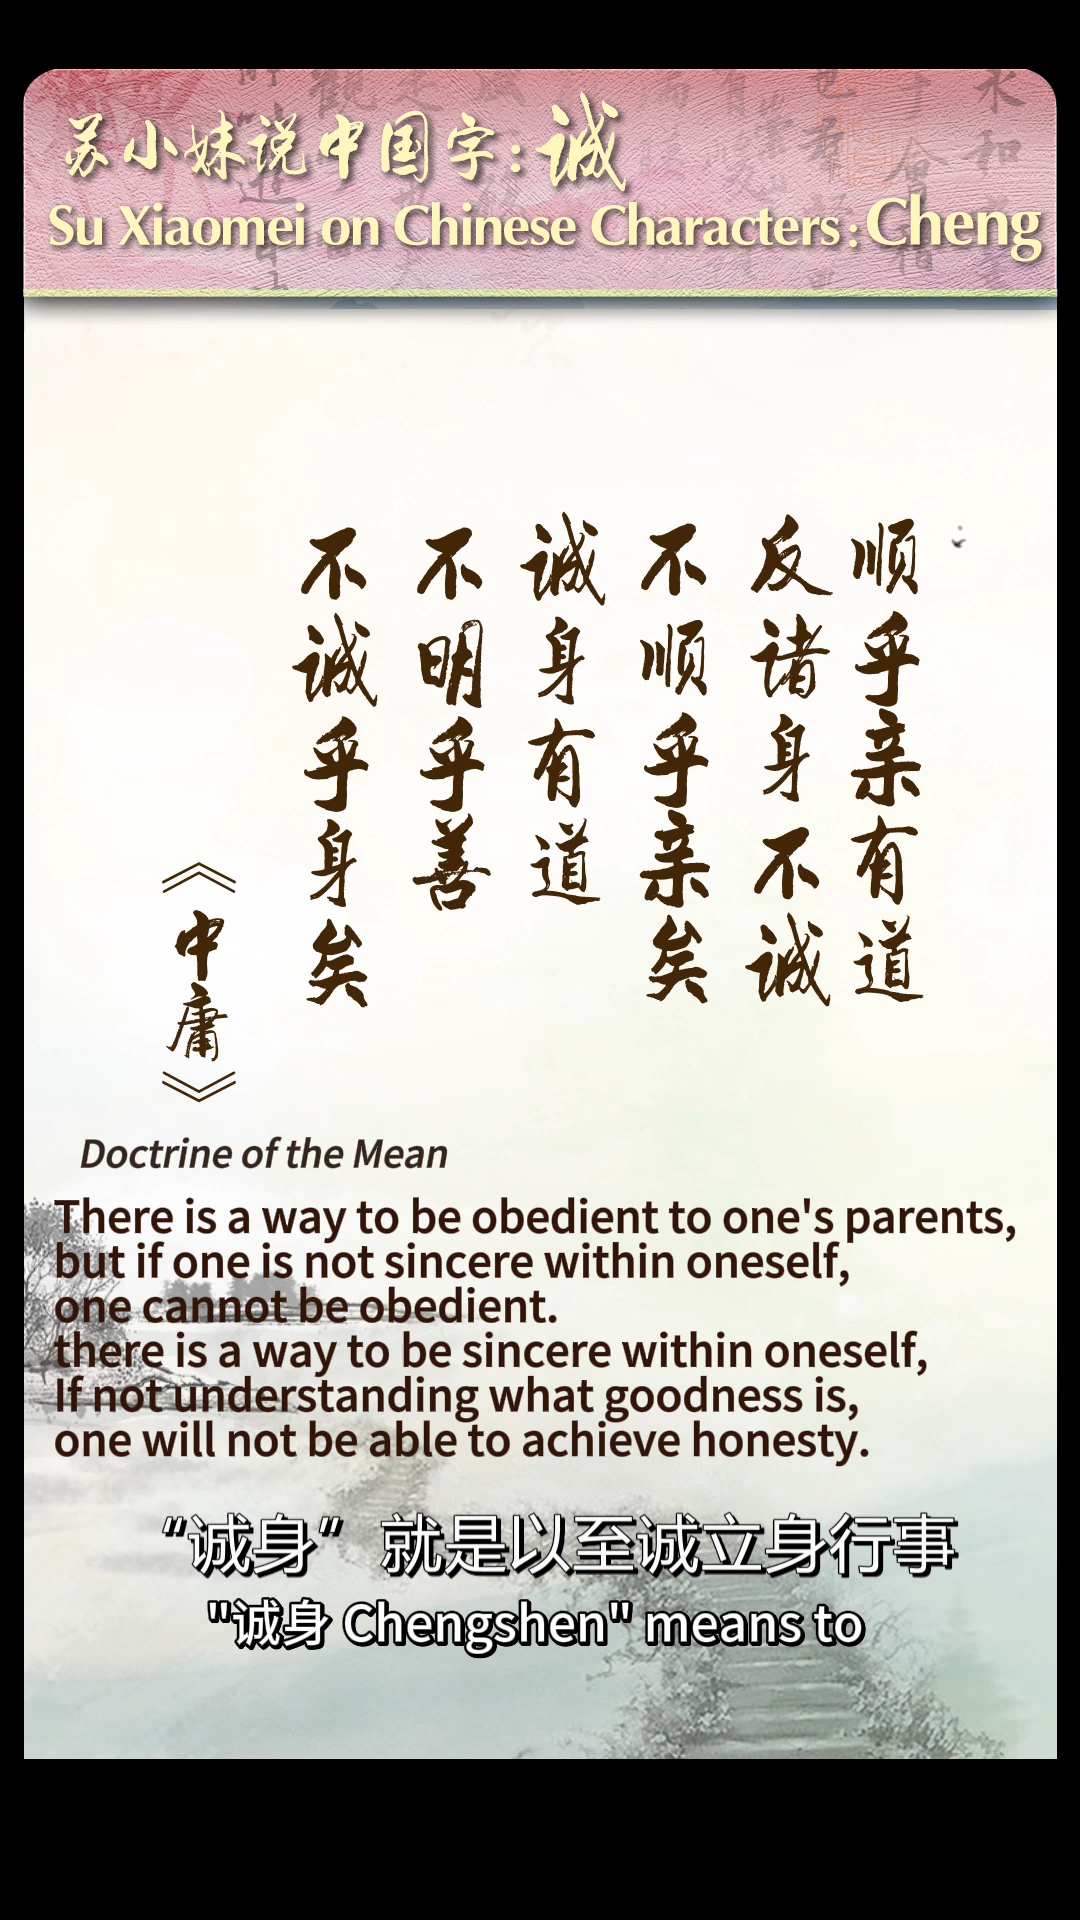 苏小妹说中国字:诚
Su Xiaomei on Chinese Characters:Cheng
顺乎亲有道
反诸身不诚
不顺乎亲矣
诚身有道
不明乎善
不诚乎身矣
《中庸》
Doctrine of the Mean
There is a way to be obedient to one's parents,
but if one is not sincere within oneself,
one cannot be obedient.
there is a way to be sincere within oneself,
If not understanding what goodness is,
one will not be able to achieve honesty.
“诚身”就是以至诚立身行事
"诚身 Chengshen" means to